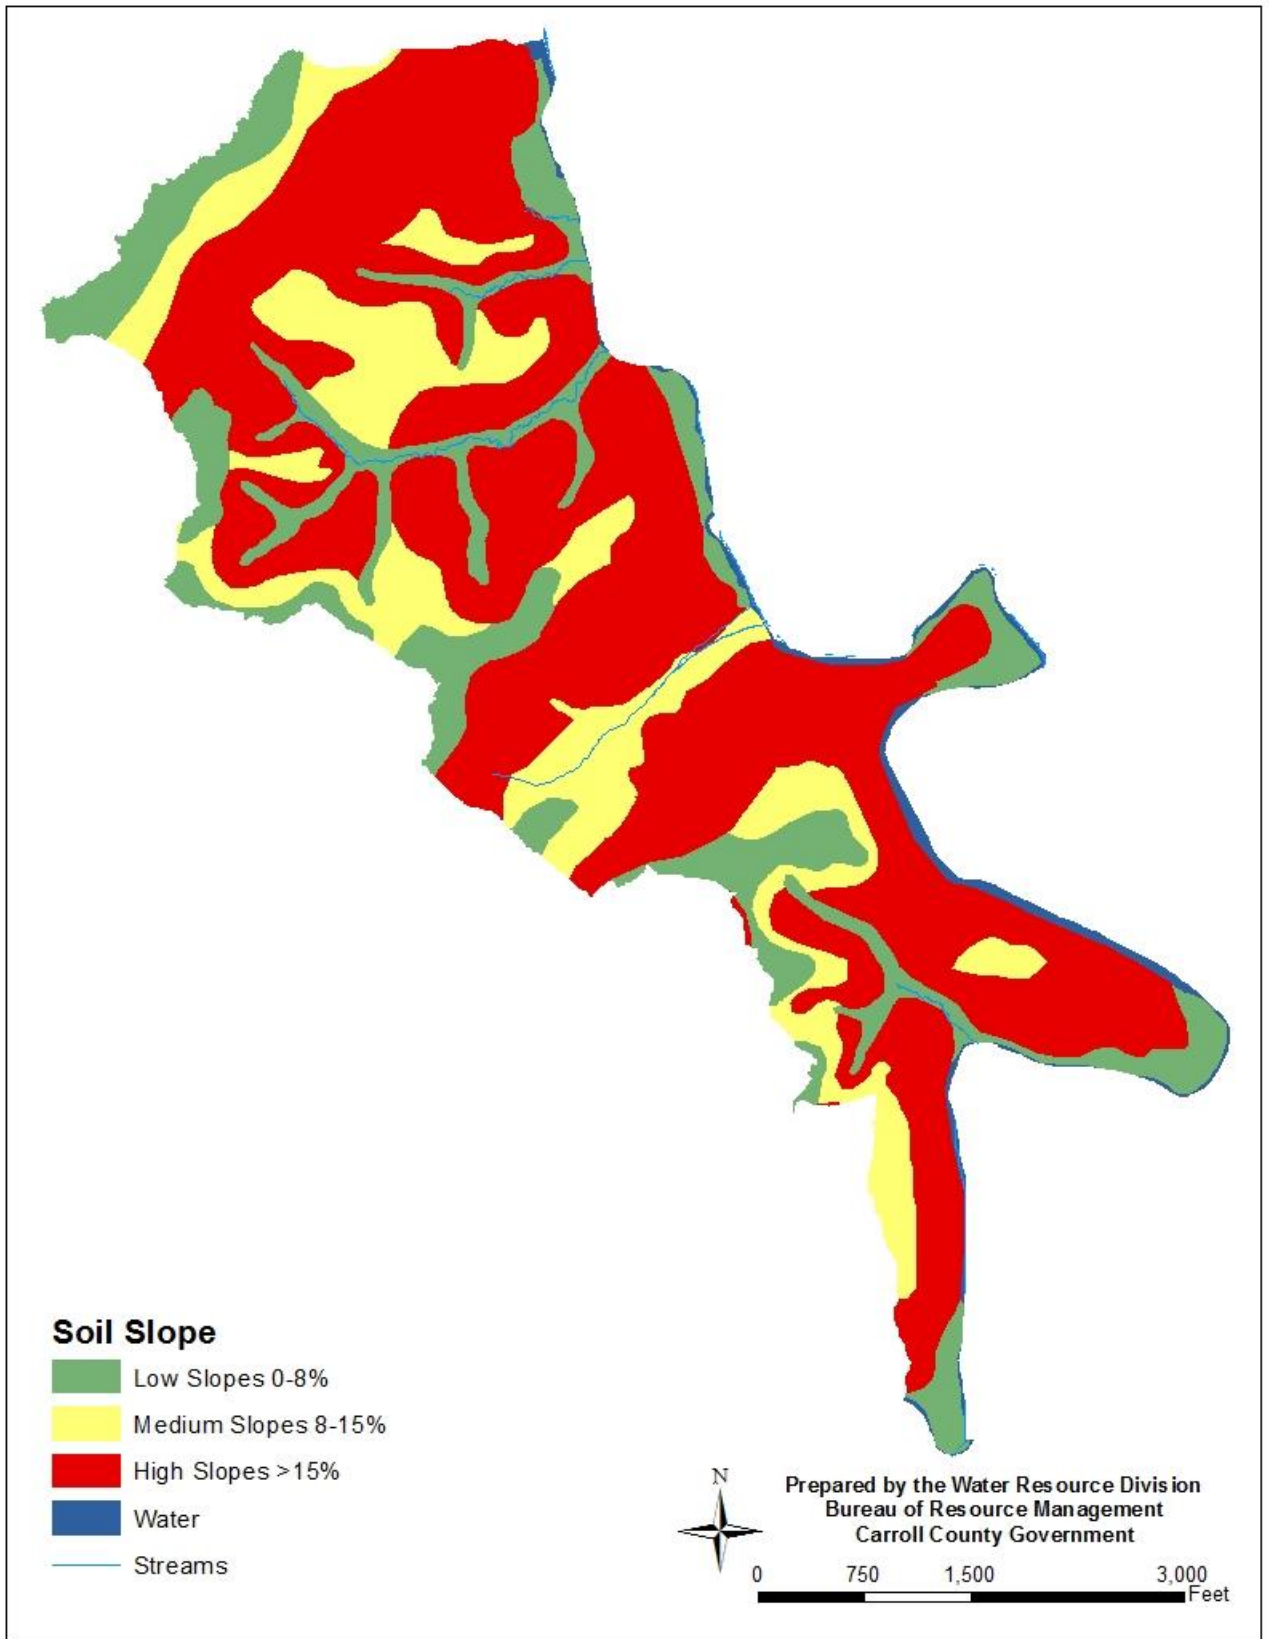 Soil Slope
Low Slopes 0-8%
Medium Slopes 8-15%
High Slopes >15%
Water
Streams
N
Prepared by the Water Resource Division
Bureau of Resource Management
Carroll County Government
0 750 1,500 3,000
Feet